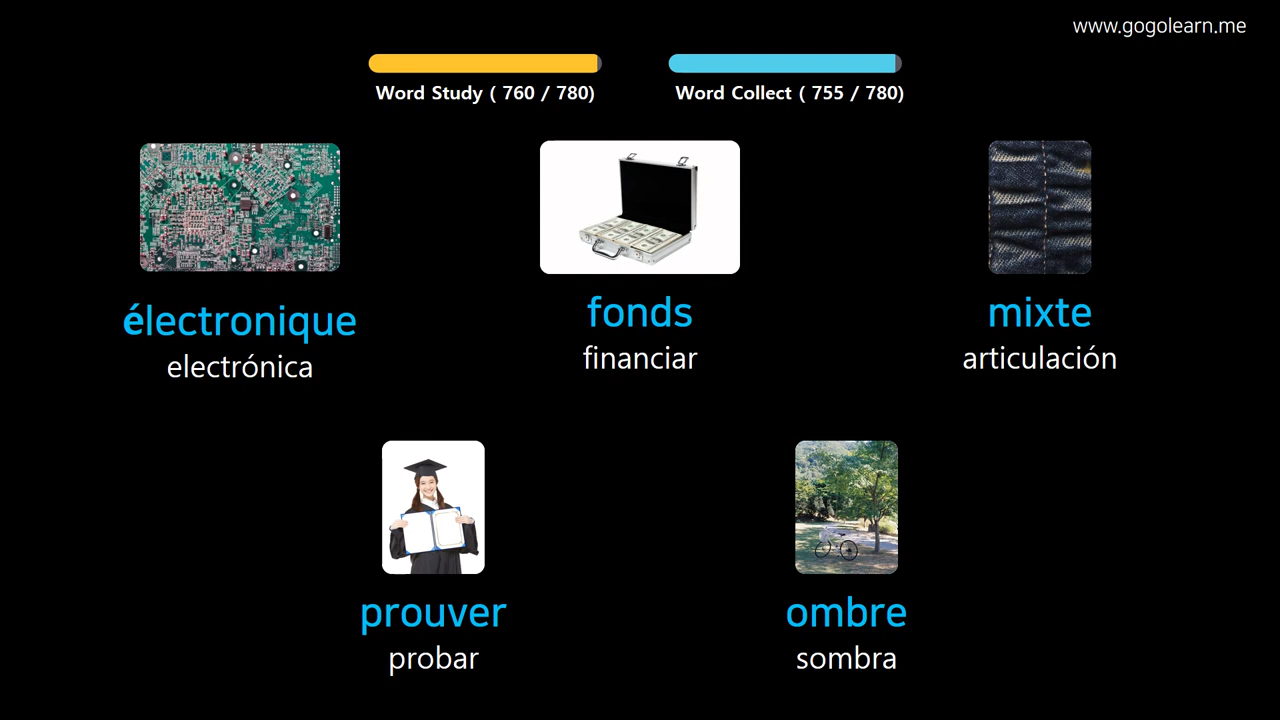 www.gogolearn.me
Word Study ( 760 / 780)
Word Collect ( 755 / 780)
électronique
electrónica
fonds
financiar
mixte
articulación
prouver
probar
ombre
sombra